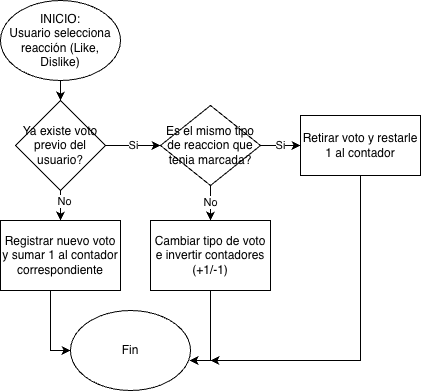 INICIO:
Usuario selecciona
reacción (Like,
Dislike)
Ya existe voto
previo del
usuario?
Si
Es el mismo tipo
de reaccion que
tenia marcada?
Si
Retirar voto y restarle
1 al contador
No
No
Registrar nuevo voto
y sumar 1 al contador
correspondiente
Cambiar tipo de voto
e invertir contadores
(+1/-1)
Fin